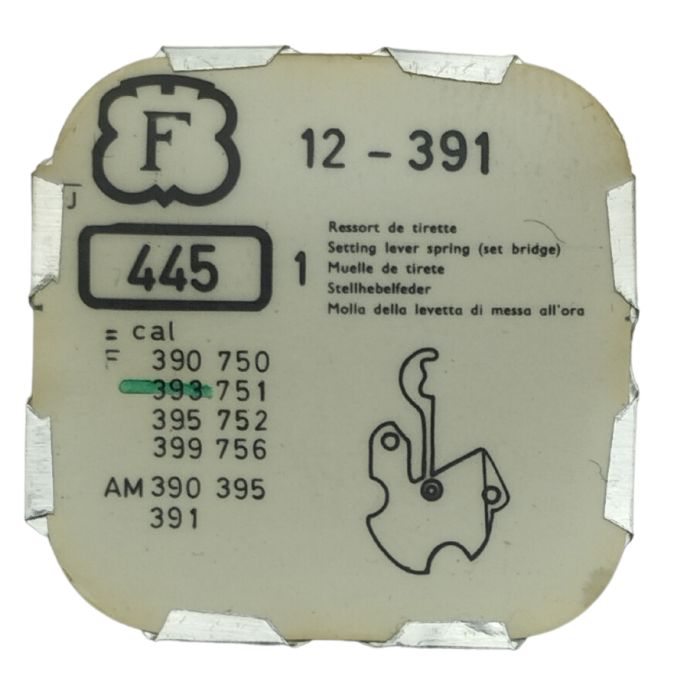 F
12 - 391
J
445
1
Ressort de tirette
Setting lever spring (set bridge)
Muelle de tirete
Stellhebelfeder
Molla della levetta di messa all'ora
= cal
F 390 750
393 751
395 752
399 756
AM 390 395
391